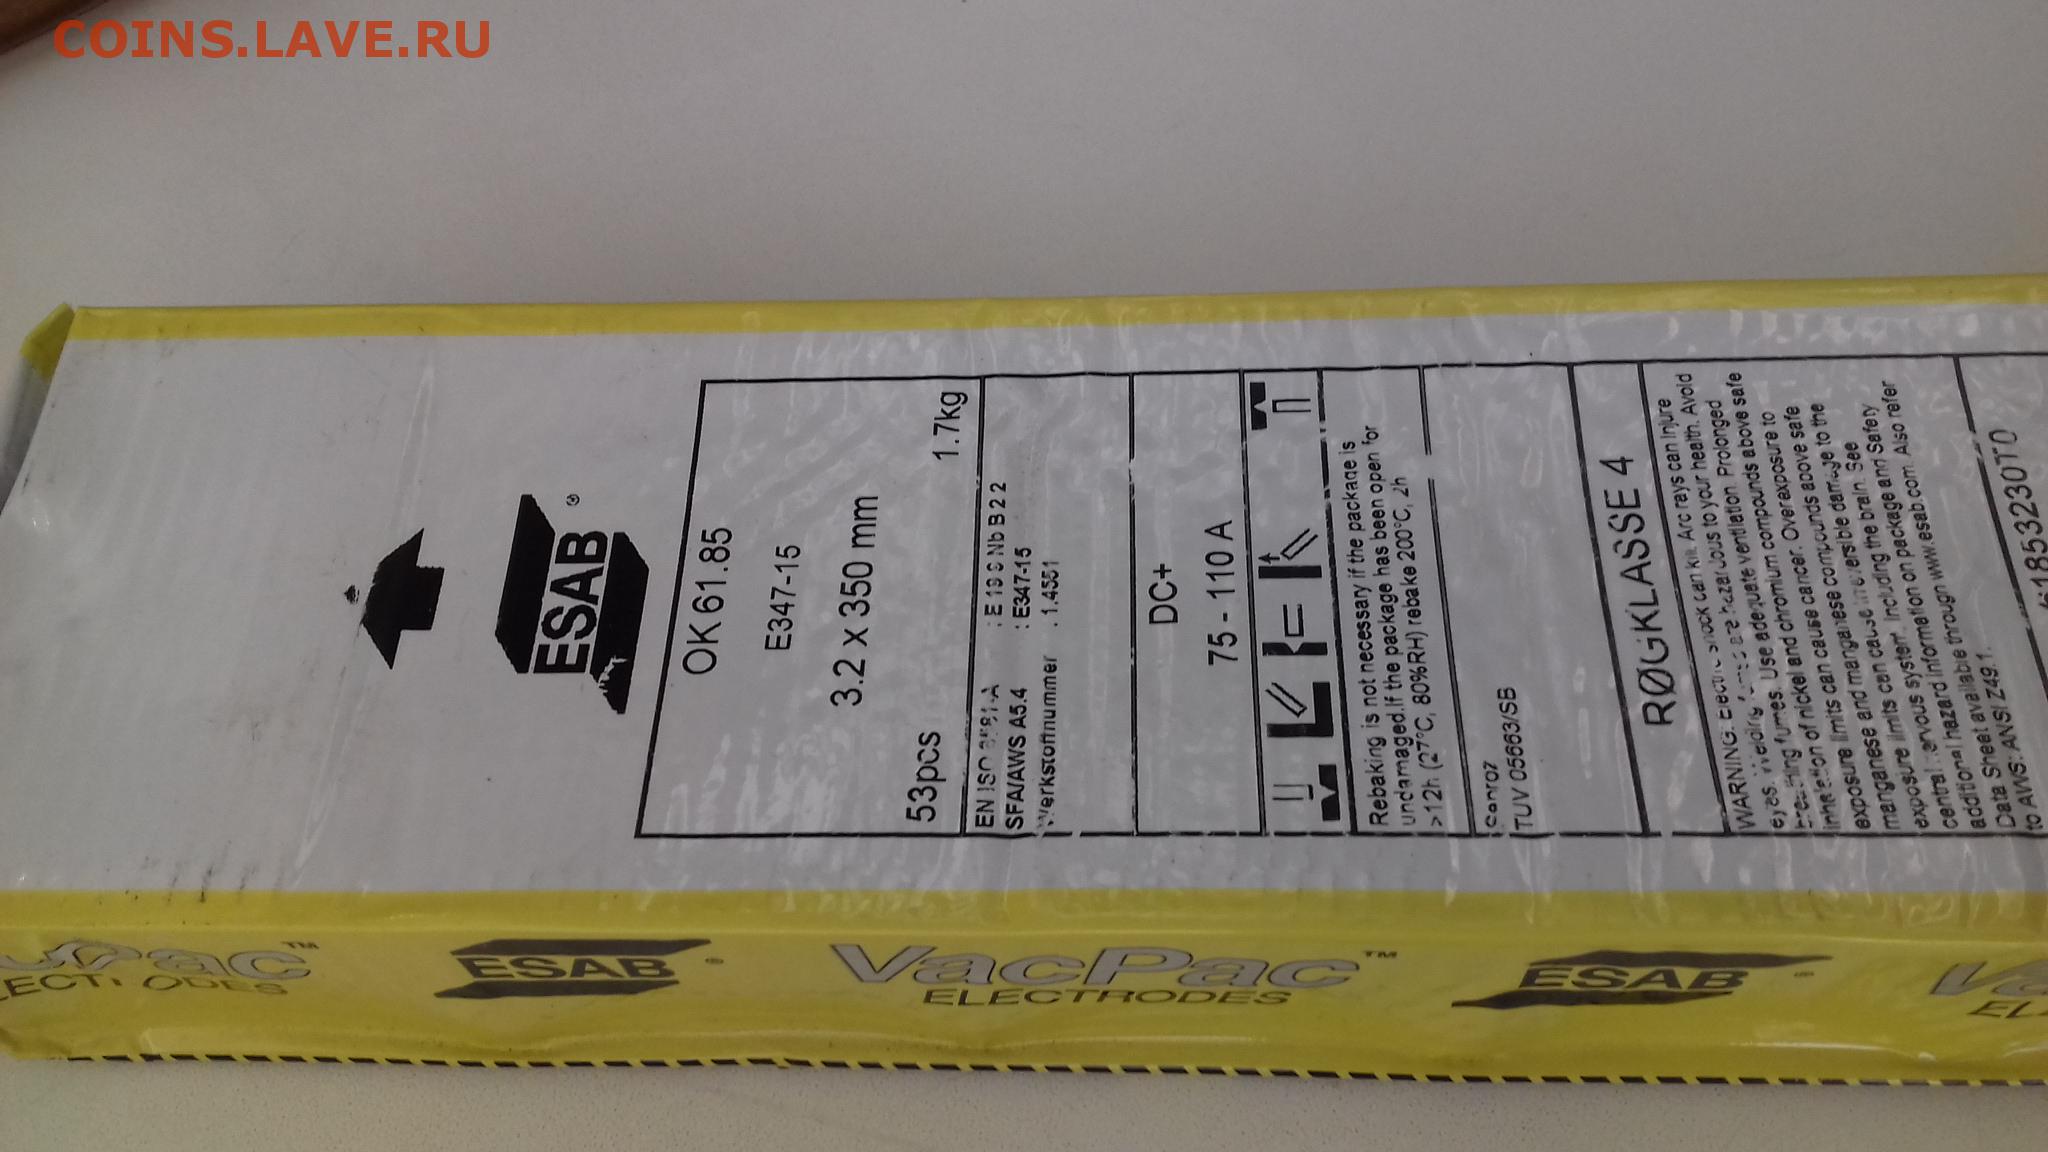 COINS.LAVE.RU
ESAB®
OK 61.85
E347-15
3.2 x 350 mm
53pcs 1.7kg
EN ISO : E 19 9 Nb B 2 2
SFA/AWS A5.4 : E347-15
Werkstoffnummer : 1.4551
DC+
75 - 110 A
Rebaking is not necessary if the package is
undamaged.If the package has been open for
>12h (27°C, 80%RH) rebake 200°C, 2h
Seproz
TUV 05663/SB
RØGKLASSE 4
WARNING: Electric shock can kill. Arc rays can injure
eyes. Welding fumes are hazardous to your health. Avoid
breathing fumes. Use adequate ventilation. Prolonged
of nickel and chromium compounds above safe
exposure limits can cause cancer. Overexposure to
manganese and manganese compounds above safe
exposure limits can cause irreversible damage to the
central nervous system, including the brain. See
additional hazard information on package and Safety
Data Sheet available through www.esab.com. Also refer
to AWS: ANSI Z49.1.
6185323010
VacPac™
ELECTRODES
ESAB®
VacPac™
ELECTRODES
ESAB®